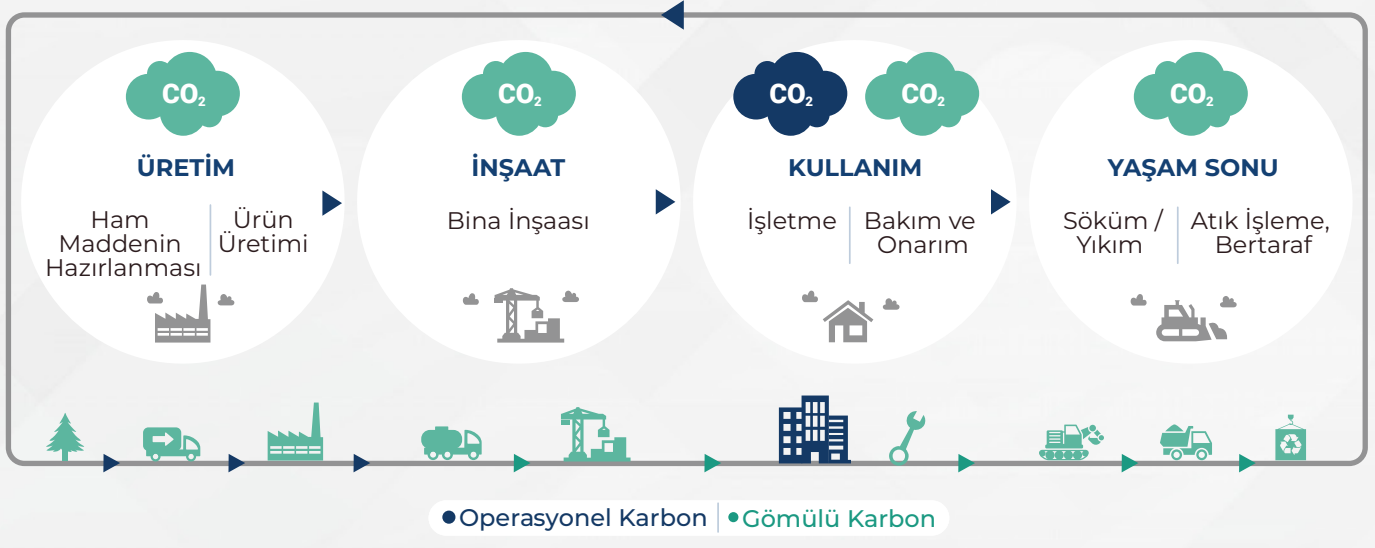 CO₂
ÜRETİM
Ham
Maddenin
Hazırlanması
Ürün
Üretimi
CO₂
İNŞAAT
Bina İnşaası
CO₂
CO₂
KULLANIM
İşletme
Bakım ve
Onarım
CO₂
YAŞAM SONU
Söküm /
Yıkım
Atık İşleme,
Bertaraf
Operasyonel Karbon
Gömülü Karbon